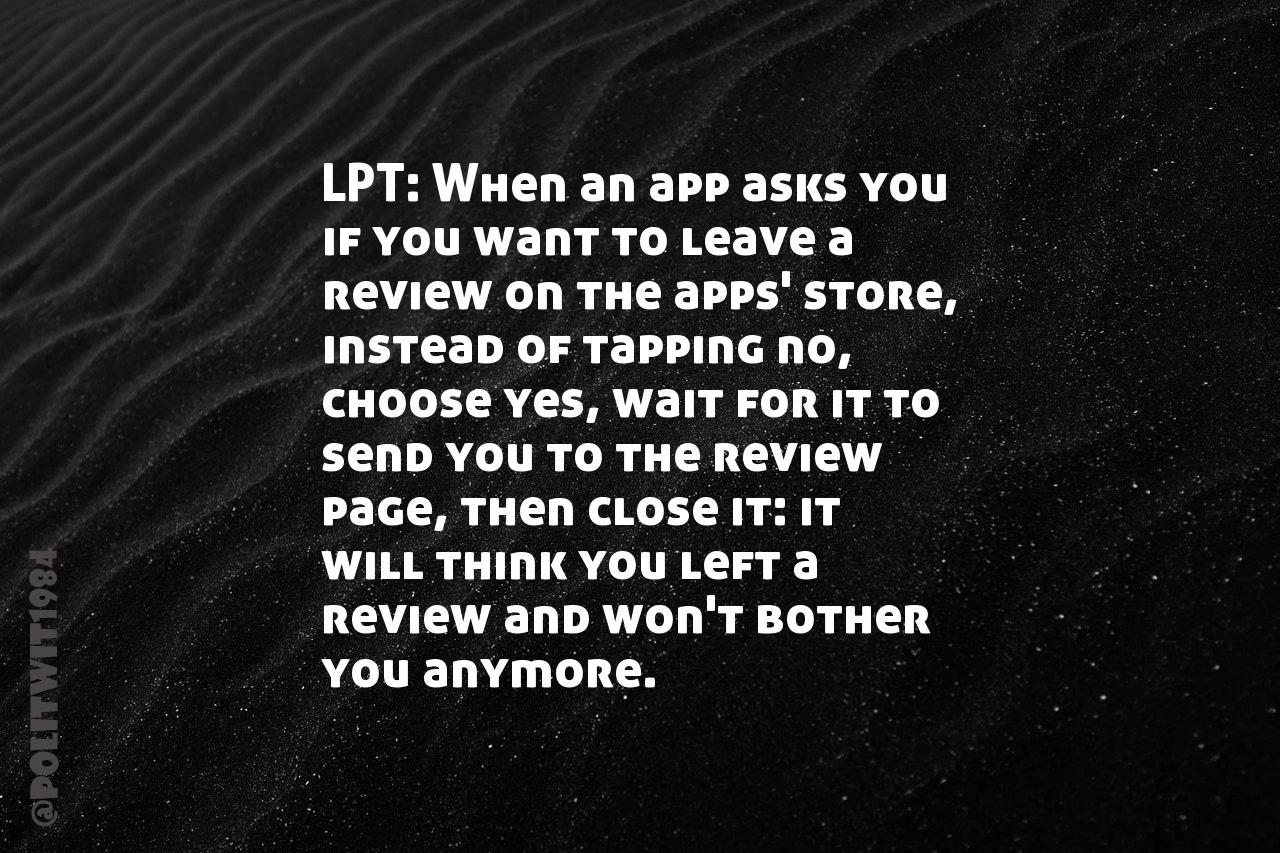 LPT: When an app asks you
if you want to leave a
review on the apps' store,
instead of tapping no,
choose yes, wait for it to
send you to the review
page, then close it: it
will think you left a
review and won't bother
you anymore.
@POLITWIT1984